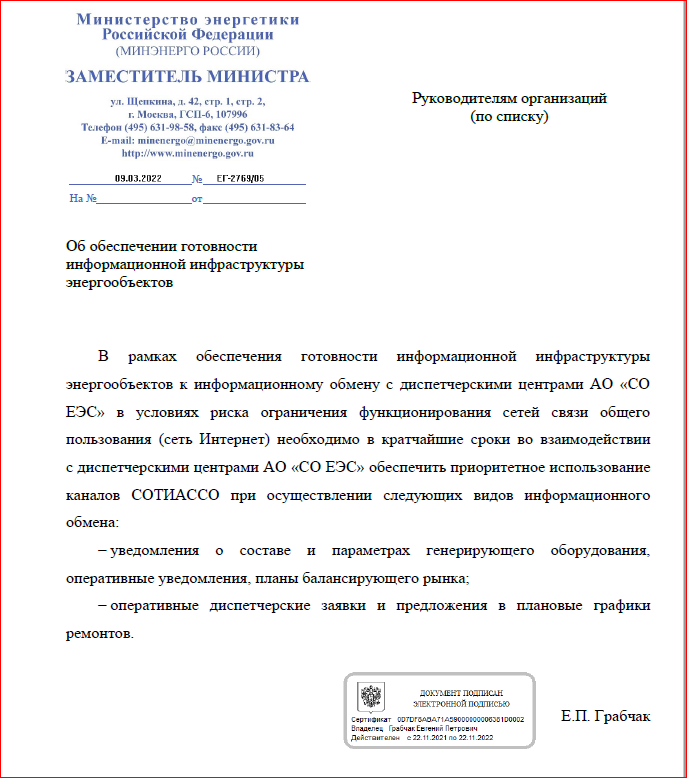 Министерство энергетики
Российской Федерации
(МИНЭНЕРГО РОССИИ)
ЗАМЕСТИТЕЛЬ МИНИСТРА
ул. Щепкина, д. 42, стр. 1, стр. 2,
г. Москва, ГСП-6, 107996
Телефон (495) 631-98-58, факс (495) 631-83-64
E-mail: minenergo@minenergo.gov.ru
http://www.minenergo.gov.ru
09.03.2022 № ЕГ-2769/05
На № от
Руководителям организаций
(по списку)
Об обеспечении готовности
информационной инфраструктуры
энергообъектов
В рамках обеспечения готовности информационной инфраструктуры
энергообъектов к информационному обмену с диспетчерскими центрами АО «СО
ЕЭС» в условиях риска ограничения функционирования сетей связи общего
пользования (сеть Интернет) необходимо в кратчайшие сроки во взаимодействии
с диспетчерскими центрами АО «СО ЕЭС» обеспечить приоритетное использование
каналов СОТИАССО при осуществлении следующих видов информационного
обмена:
– уведомления о составе и параметрах генерирующего оборудования,
оперативные уведомления, планы балансирующего рынка;
– оперативные диспетчерские заявки и предложения в плановые графики
ремонтов.
ДОКУМЕНТ ПОДПИСАН
ЭЛЕКТРОННОЙ ПОДПИСЬЮ
Сертификат
Владелец Грабчак Евгений Петрович
Действителен с 22.11.2021 по 22.11.2022
Е.П. Грабчак